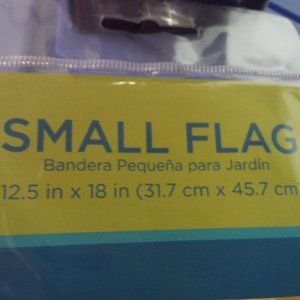 SMALL FLAG
Bandera Pequeña para Jardín
12.5 in x 18 in (31.7 cm x 45.7 cm)